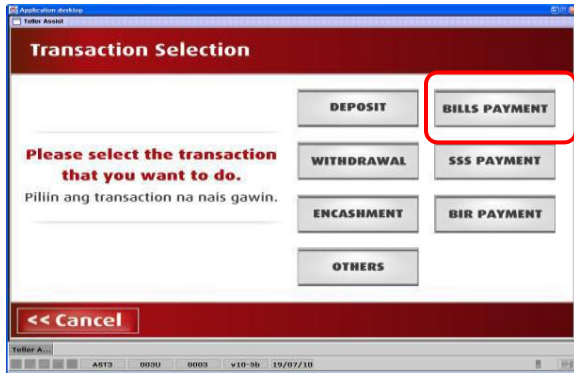 Application desktop
Teller Assist
Transaction Selection
DEPOSIT
BILLS PAYMENT
Please select the transaction
that you want to do.
Piliin ang transaction na nais gawin.
WITHDRAWAL
SSS PAYMENT
ENCASHMENT
BIR PAYMENT
OTHERS
<< Cancel
Teller A...
AST3 003U 0003 v10-5b 19/07/10